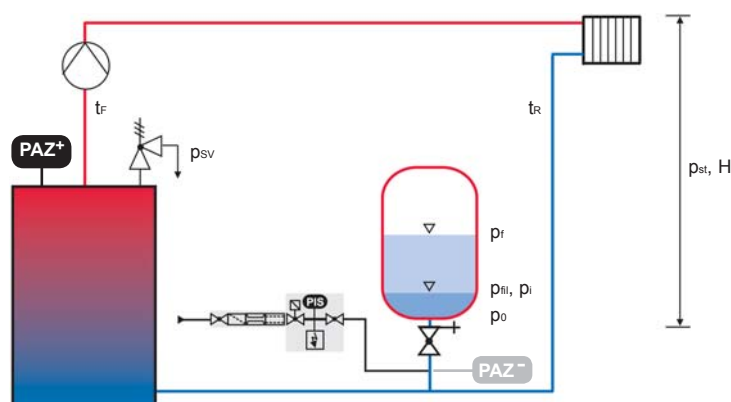 tF
tR
PAZ+
pSV
pst, H
pf
pfil, pi
PIS
p0
PAZ-